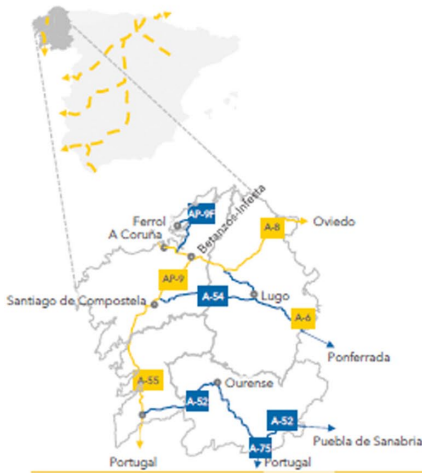 AP-9F
Ferrol
A Coruña
Betanzos-Infesta
A-8
Oviedo
AP-9
Santiago de Compostela
A-54
Lugo
A-6
Ponferrada
A-55
Ourense
A-52
A-52
Puebla de Sanabria
A-75
Portugal
Portugal